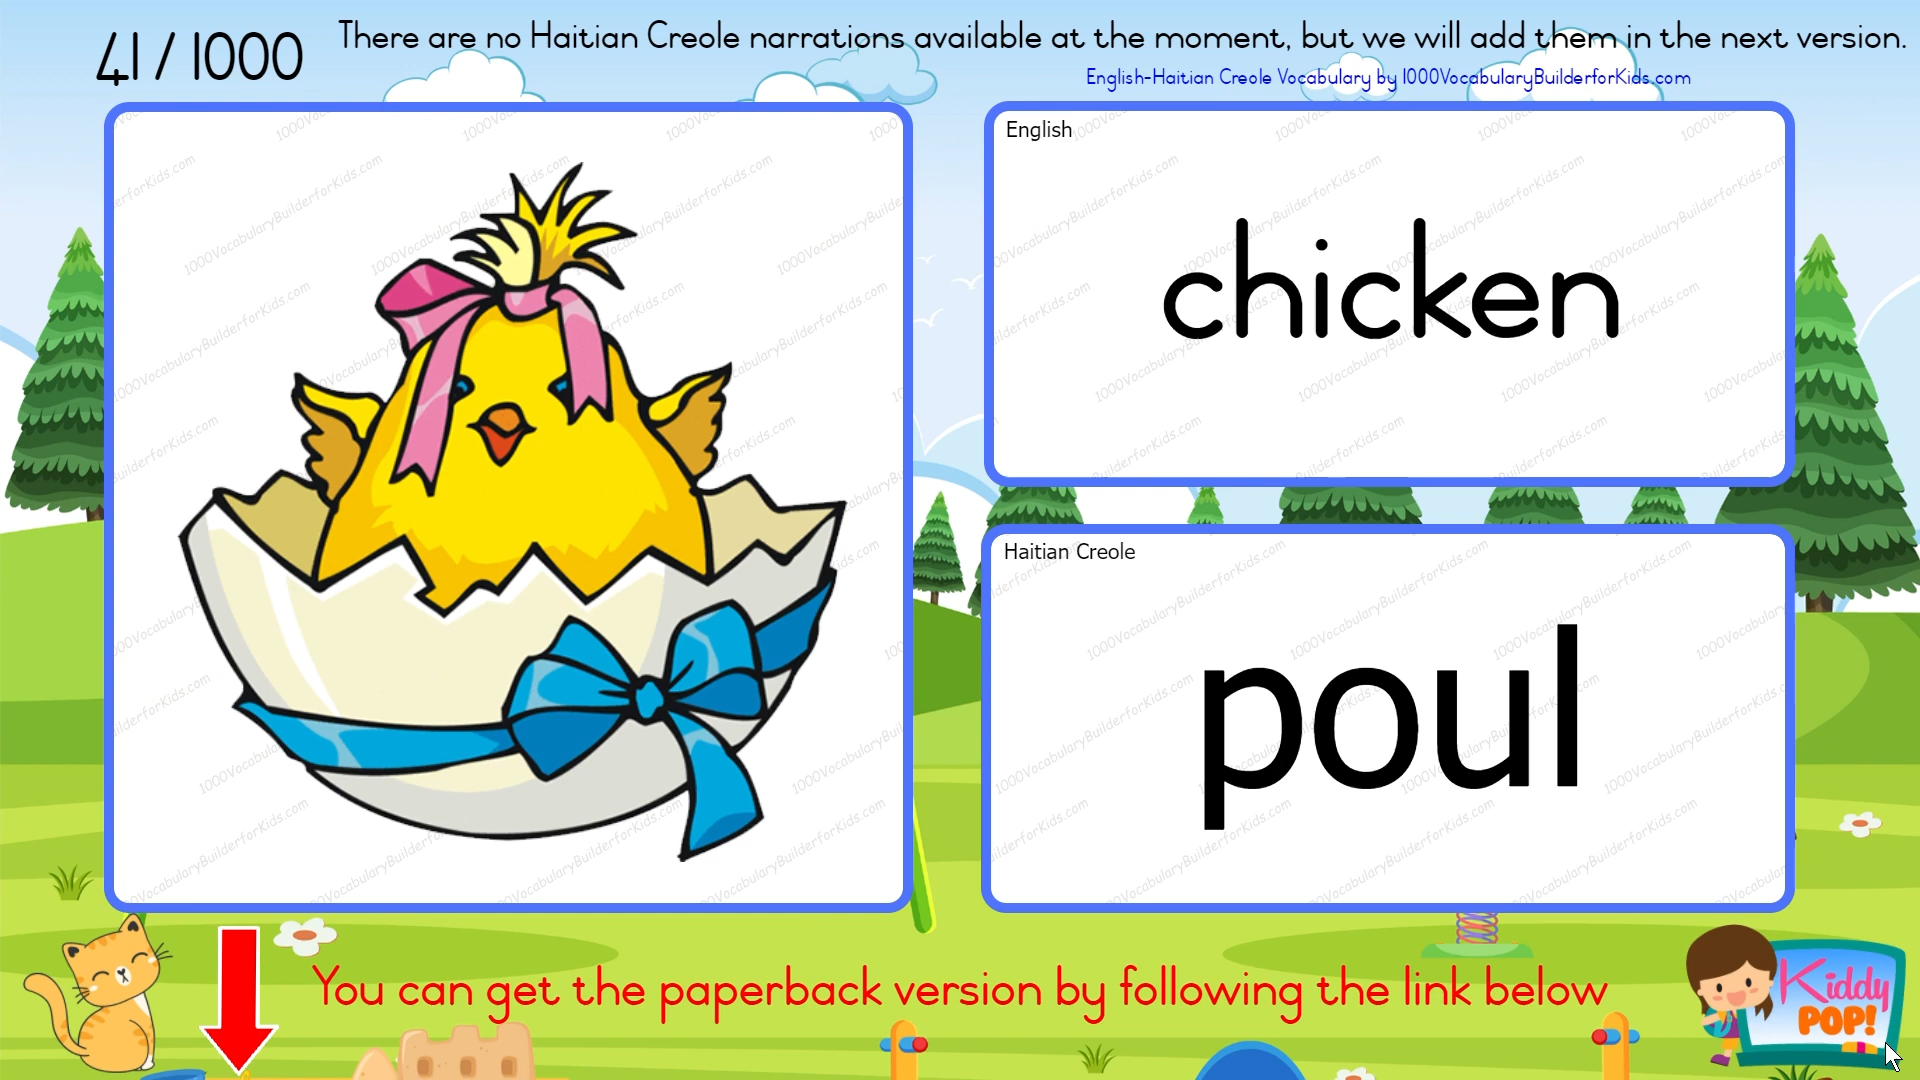 41 / 1000
There are no Haitian Creole narrations available at the moment, but we will add them in the next version.
English-Haitian Creole Vocabulary by 1000VocabularyBuilderforKids.com
English
chicken
Haitian Creole
poul
You can get the paperback version by following the link below
Kiddy
POP!